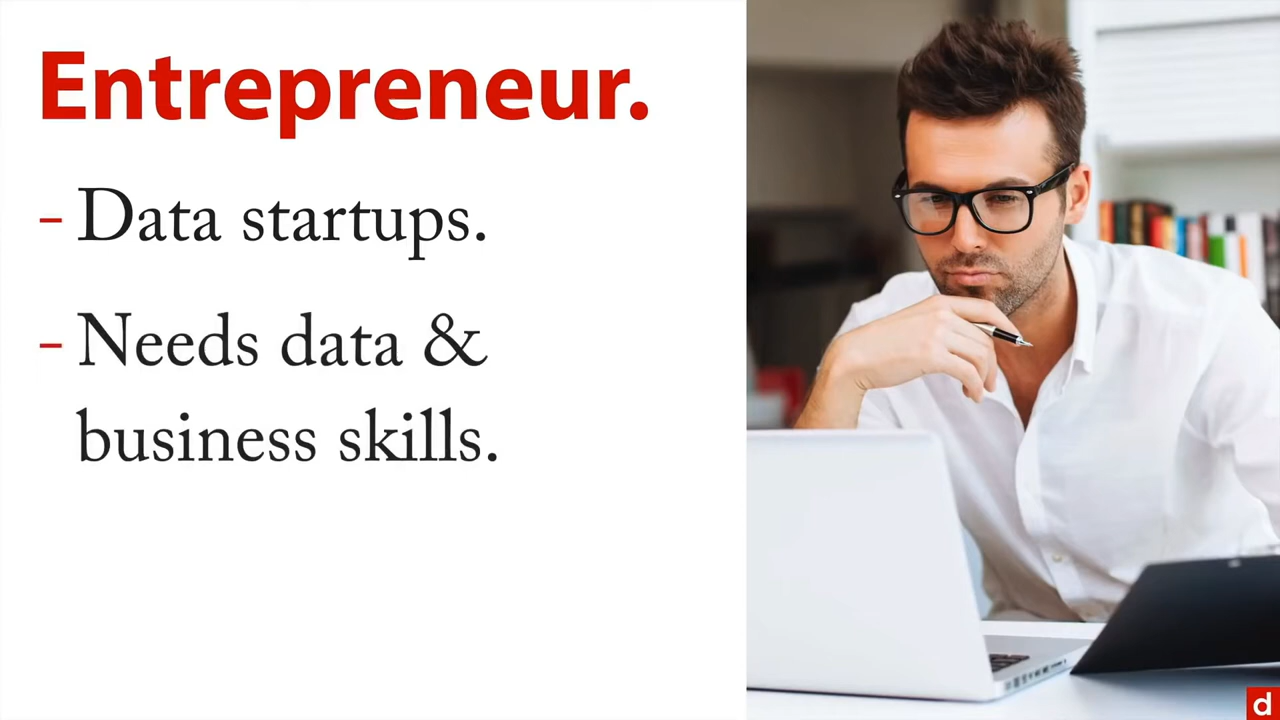 Entrepreneur.
- Data startups.
- Needs data &
business skills.
d